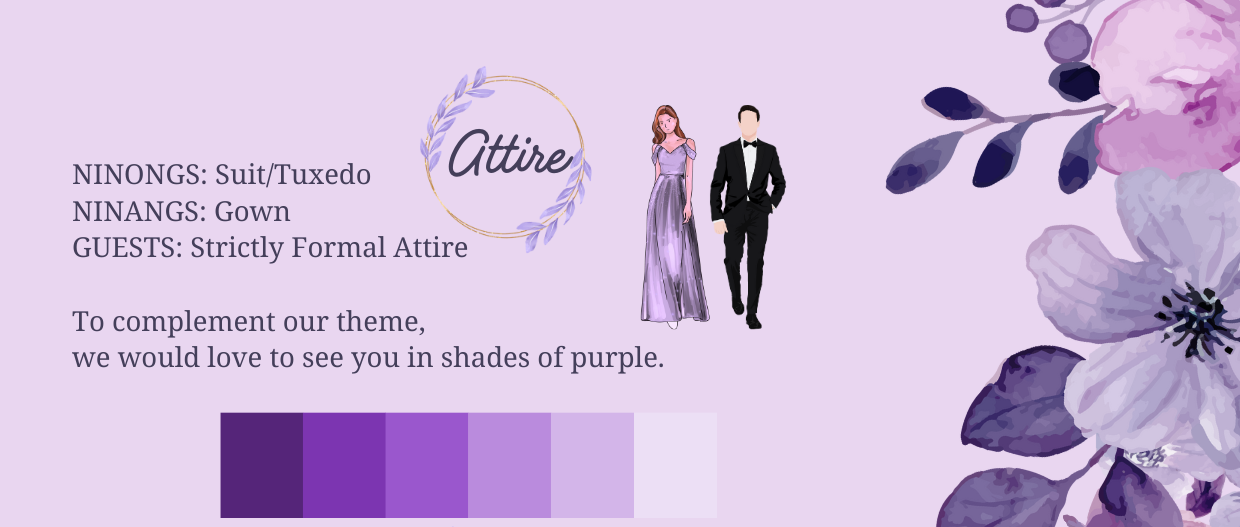 Attire
NINONGS: Suit/Tuxedo
NINANGS: Gown
GUESTS: Strictly Formal Attire
To complement our theme,
we would love to see you in shades of purple.